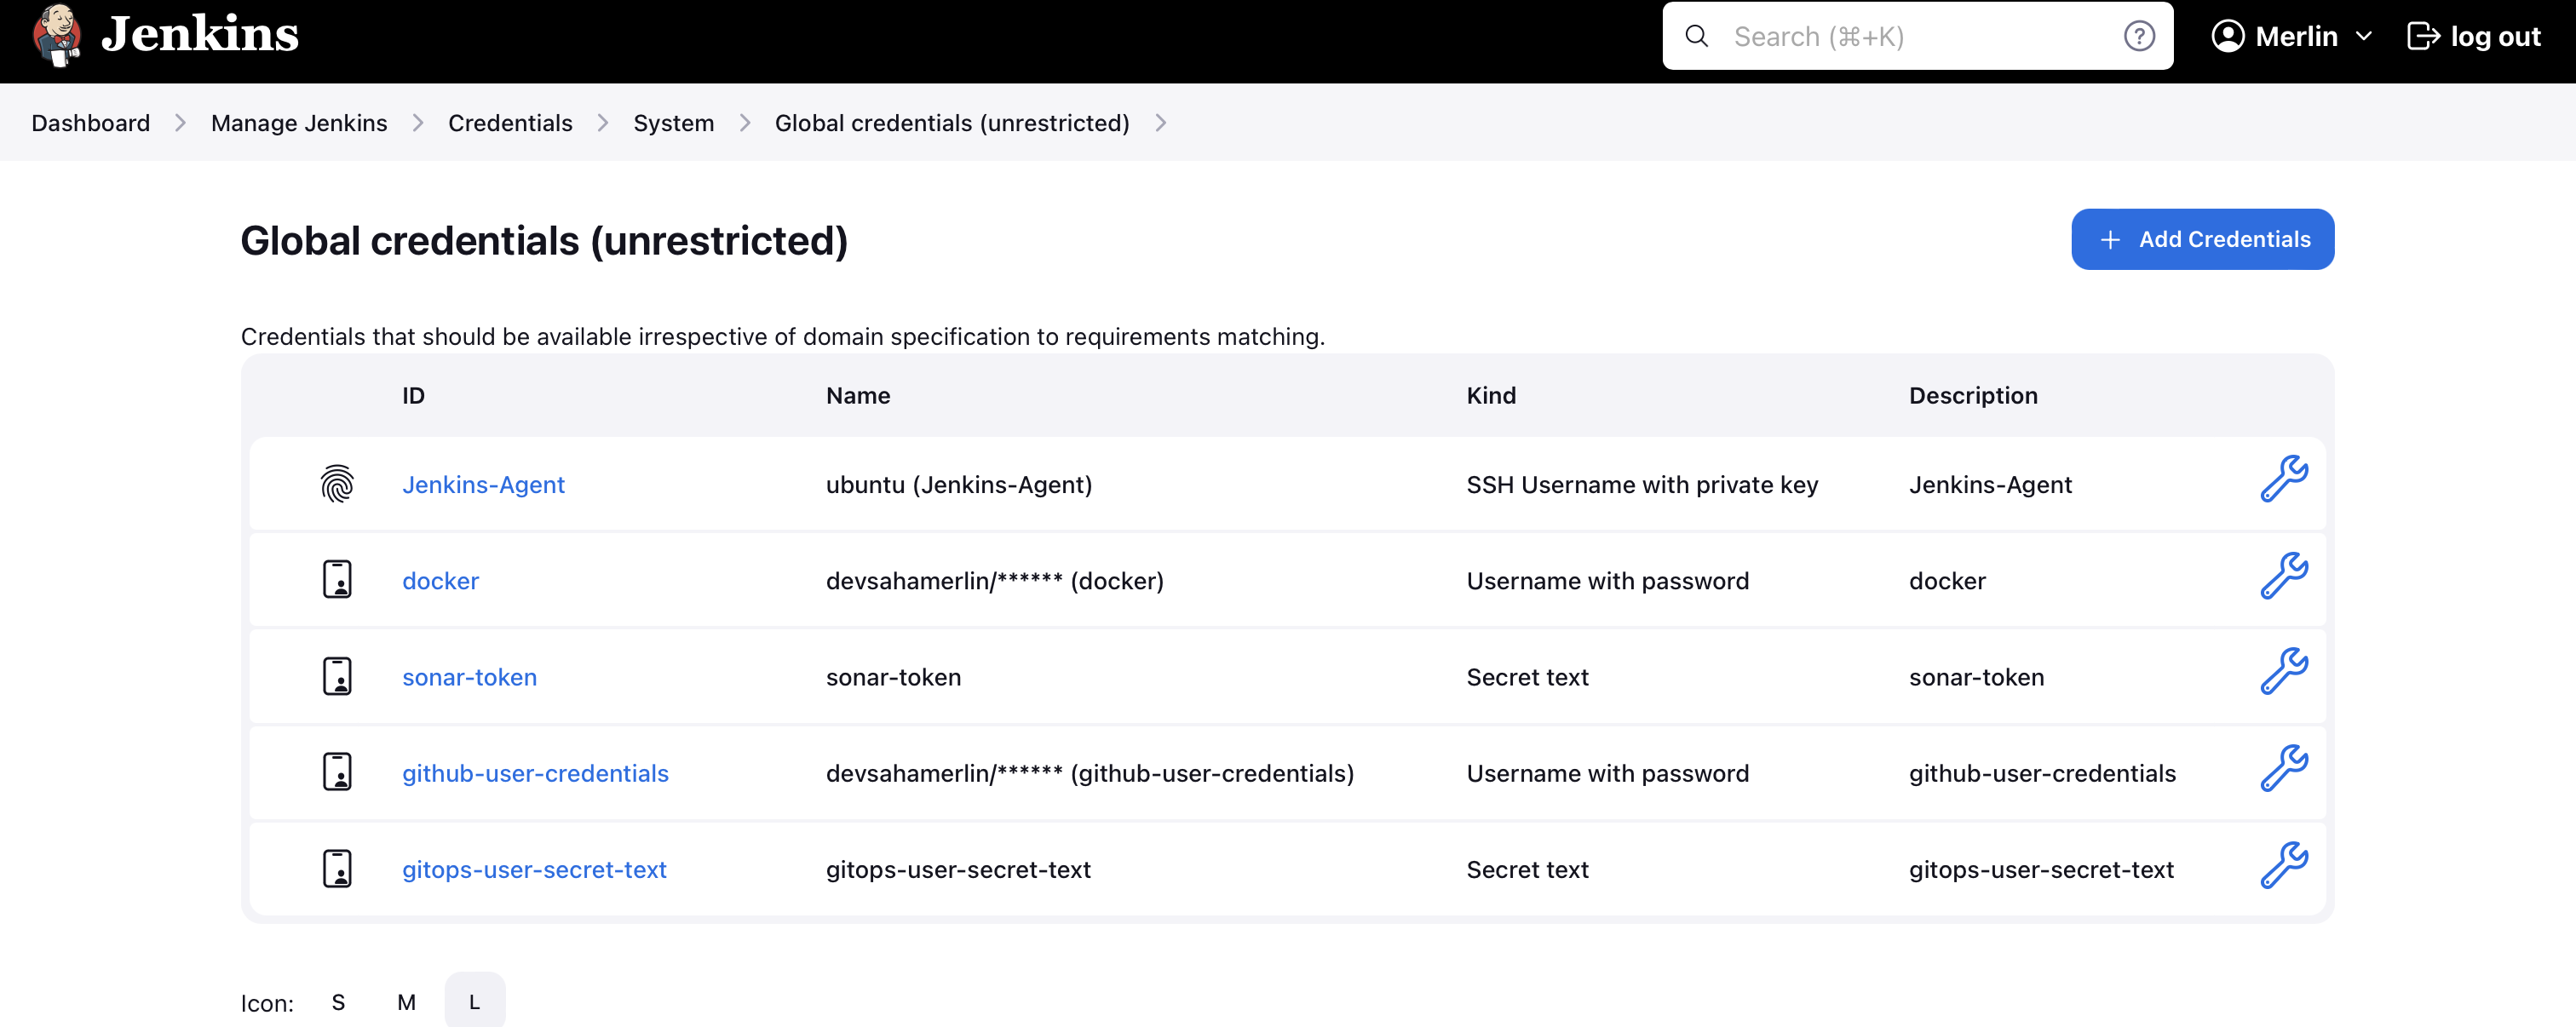 Jenkins
Search (⌘+K)
Merlin
log out
Dashboard
Manage Jenkins
Credentials
System
Global credentials (unrestricted)
Global credentials (unrestricted)
+ Add Credentials
Credentials that should be available irrespective of domain specification to requirements matching.
ID Name Kind Description
Jenkins-Agent ubuntu (Jenkins-Agent) SSH Username with private key Jenkins-Agent
docker devsahamerlin/****** (docker) Username with password docker
sonar-token sonar-token Secret text sonar-token
github-user-credentials devsahamerlin/****** (github-user-credentials) Username with password github-user-credentials
gitops-user-secret-text gitops-user-secret-text Secret text gitops-user-secret-text
Icon: S M L